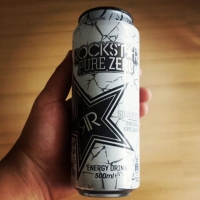 ROCKSTAR
PURE ZERO
R
ENERGY DRINK
500ml